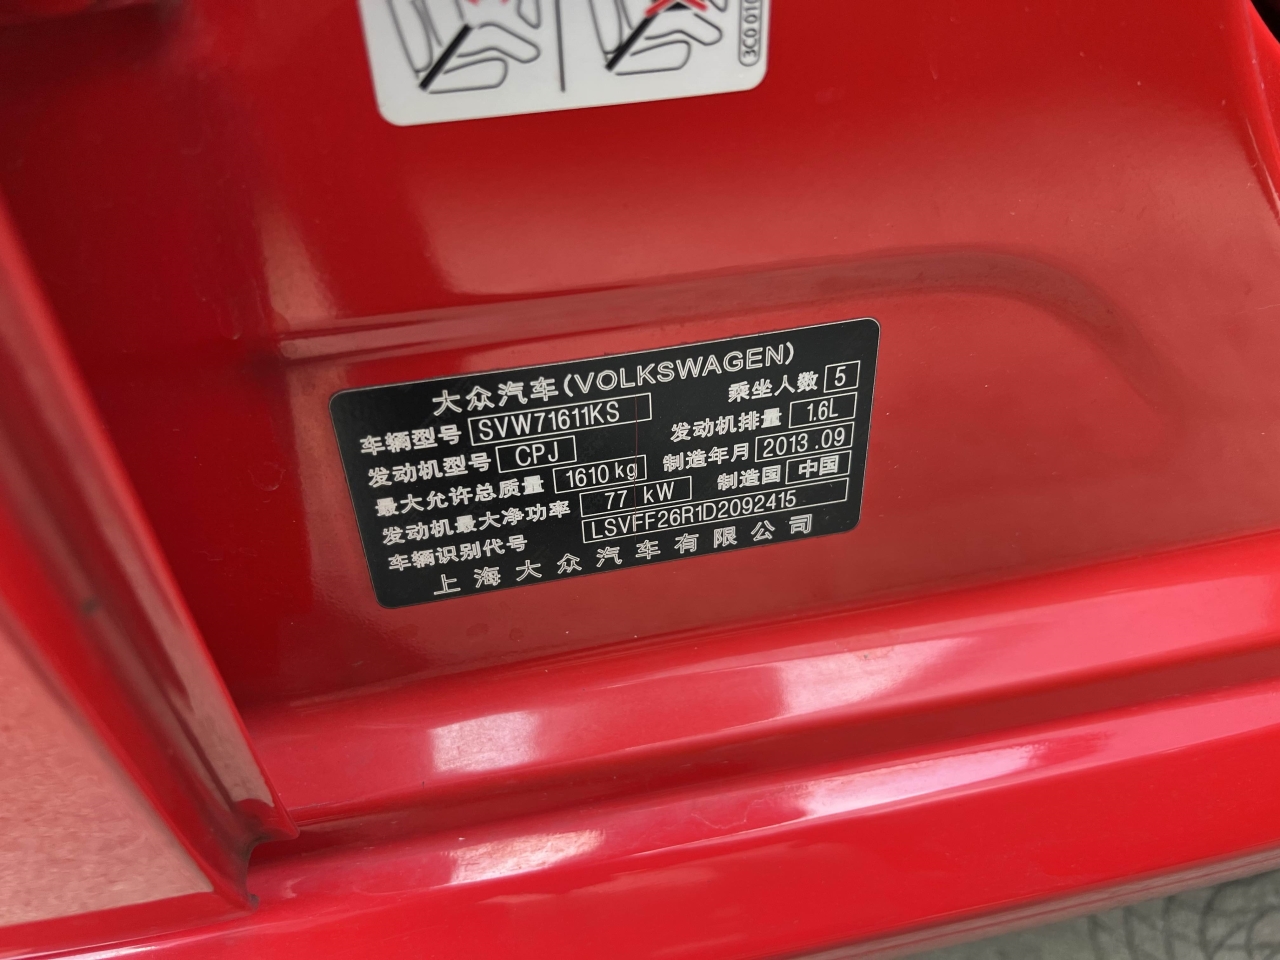 3C0 010
大众汽车(VOLKSWAGEN)
车辆型号 SVW71611KS 乘坐人数 5
发动机型号 CPJ 发动机排量 1.6L
最大允许总质量 1610 kg 制造年月 2013.09
发动机最大净功率 77 kW 制造国 中国
车辆识别代号 LSVFF26R1D2092415
上海大众汽车有限公司